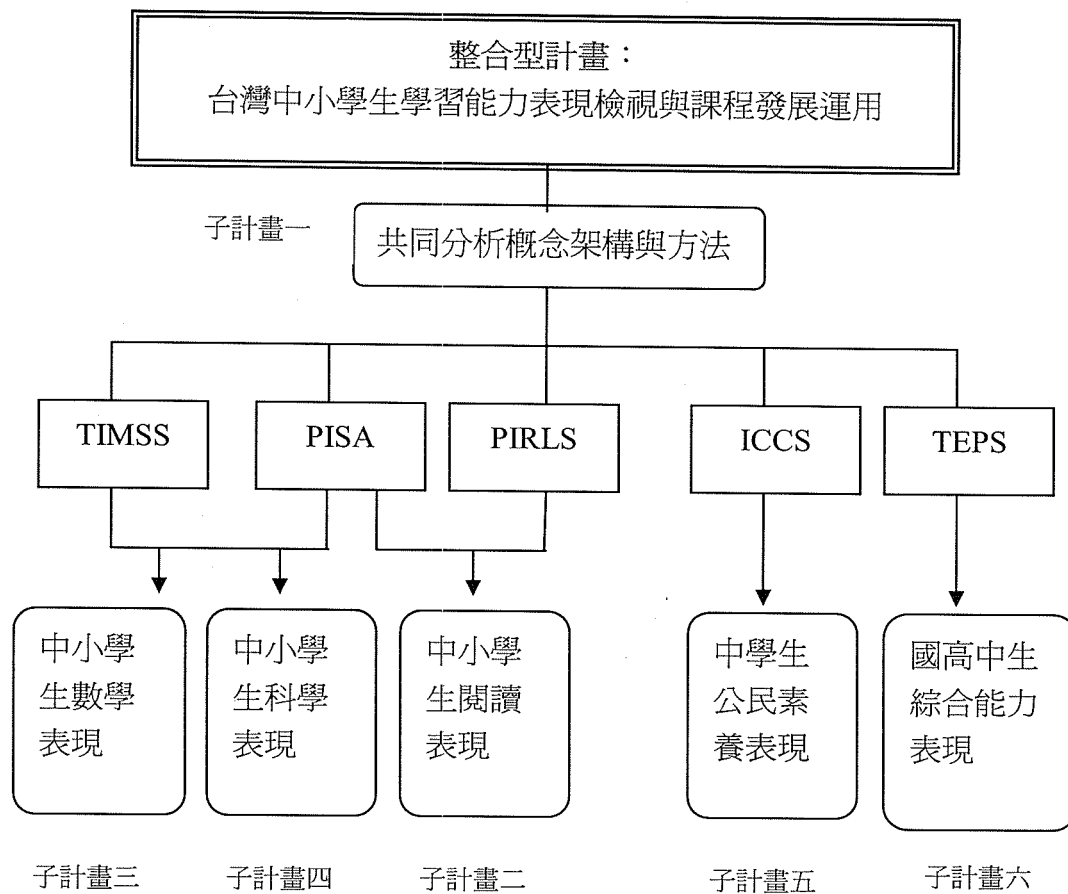 整合型計畫：
台灣中小學生學習能力表現檢視與課程發展運用
子計畫一
共同分析概念架構與方法
TIMSS
PISA
PIRLS
ICCS
TEPS
中小學
生數學
表現
中小學
生科學
表現
中小學
生閱讀
表現
中學生
公民素
養表現
國高中生
綜合能力
表現
子計畫三
子計畫四
子計畫二
子計畫五
子計畫六